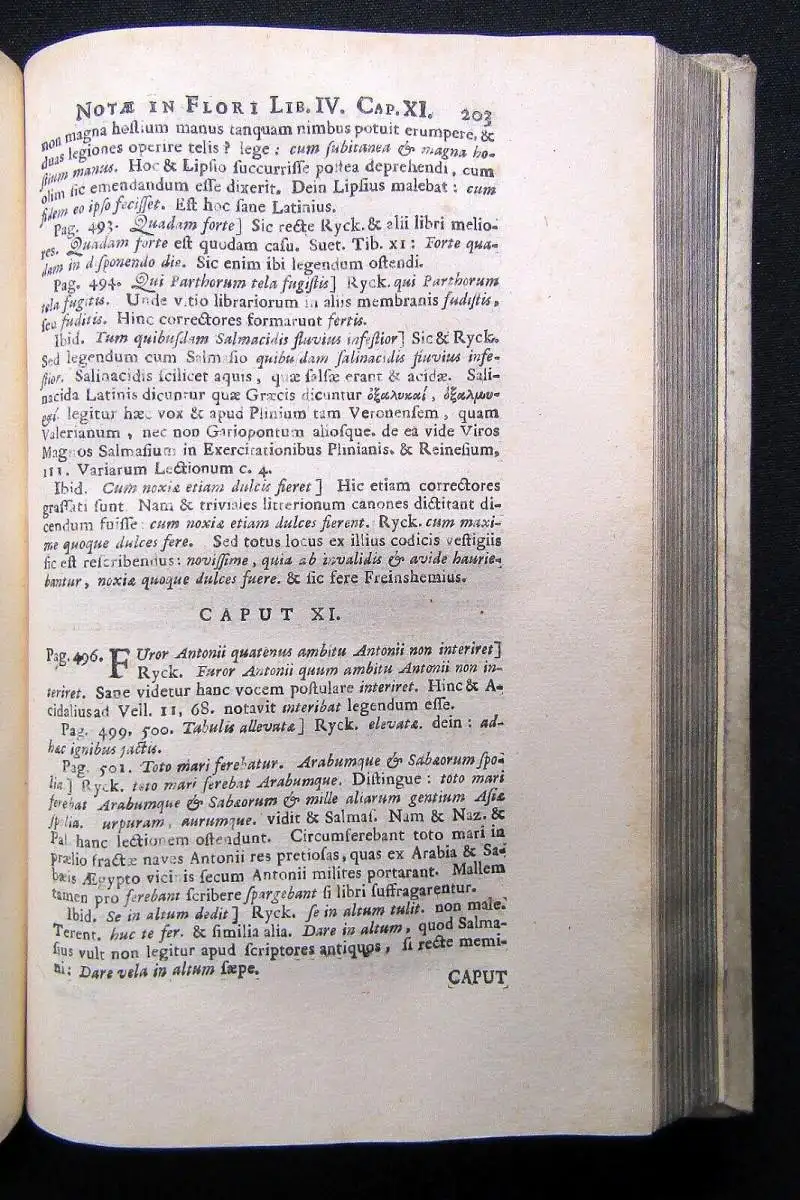 NOTÆ IN FLORI LIB. IV. CAP. XI. 203
non magna hoſtium manus tanquam nimbus potuit erumpere, &
duas legiones operire telis? lege: cum ſubitanea & magna ho-
ſtium manus. Hoc & Lipſio ſuccurriſſe poſtea deprehendi, cum
olim ſic emendandum eſſe dixerit. Dein Lipſius malebat: cum
fidem eo ipſo feciſſet. Eſt hoc ſane Latinius.
Pag. 493. Quadam forte] Sic recte Ryck. & alii libri melio-
res. Quadam forte eſt quodam caſu. Suet. Tib. XI: Forte qua-
dam in diſponendo die. Sic enim ibi legendum oſtendi.
Pag. 494. Qui Parthorum tela fugiſtis] Ryck. qui Parthorum
tela fugitis. Unde vitio librariorum in aliis membranis fudiſtis,
ſeu fuditis. Hinc correctores formarunt fertis.
Ibid. Tum quibuſdam Salmacidis fluvius infeſtior] Sic & Ryck.
Sed legendum cum Salmaſio quibuſdam ſalinacidis fluvius infe-
ſtior. Salinacidis ſcilicet aquis, quæ ſalſæ erant & acidæ. Sali-
nacida Latinis dicuntur quæ Græcis dicuntur ὀξαλυκαί, ὀξαλμυ-
legitur hæc vox & apud Plinium tam Veronenſem, quam
Valerianum, nec non Gariopontum alioſque. de ea vide Viros
Magnos Salmaſium in Exercitationibus Plinianis. & Reineſium,
III. Variarum Lectionum c. 4.
Ibid. Cum noxiæ etiam dulcis fieret] Hic etiam correctores
graſſati ſunt. Nam & triviales litterionum canones dictitant di-
cendum fuiſſe: cum noxiæ etiam dulces fierent. Ryck. cum maxi-
me quoque dulces fere. Sed totus locus ex illius codicis veſtigiis
ſic eſt reſcribendus: noviſſime, quia ab invalidis & avide haurie-
bantur, noxiæ quoque dulces fuere. & ſic fere Freinshemius.
CAPUT XI.
Pag. 496. FUror Antonii quatenus ambitu Antonii non interiret]
Ryck. Furor Antonii quum ambitu Antonii non in-
teriret. Sane videtur hanc vocem poſtulare interiret. Hinc & A-
cidalius ad Vell. II, 68. notavit interibat legendum eſſe.
Pag. 499, 500. Tabulis allevatæ] Ryck. elevatæ. dein: ad-
hæc ignibus jactis.
Pag. 501. Toto mari ferebatur. Arabumque & Sabæorum ſpo-
lia] Ryck. toto mari ferebat Arabumque. Diſtingue: toto mari
ferebat Arabumque & Sabæorum & mille aliarum gentium Aſiæ
ſpolia. urpuram, aurumque. vidit & Salmaſ. Nam & Naz. &
Pal hanc lectionem oſtendunt. Circumferebant toto mari in
prælio fractæ naves Antonii res pretioſas, quas ex Arabia & Sa-
bæis Ægypto vicinis ſecum Antonii milites portarant. Mallem
tamen pro ferebant ſcribere ſpargebant ſi libri ſuffragarentur.
Ibid. Se in altum dedit] Ryck. ſe in altum tulit. non male.
Terent. huc te fer. & ſimilia alia. Dare in altum, quod Salma-
ſius vult non legitur apud ſcriptores antiquos, ſi recte memi-
ni: Dare vela in altum ſæpe.
CAPUT